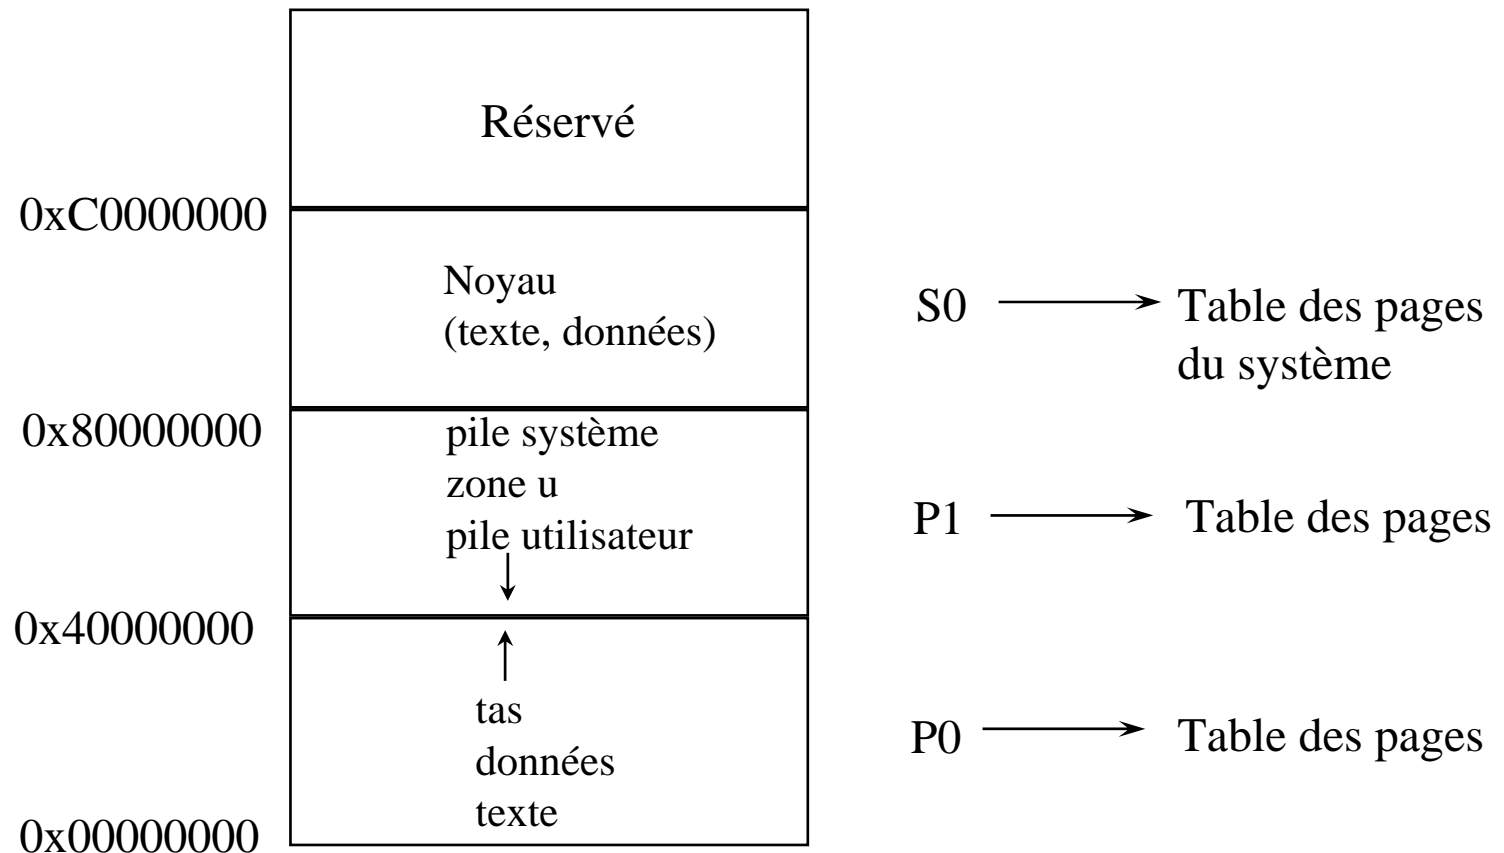 Réservé
0xC0000000
Noyau
(texte, données)
S0
Table des pages
du système
0x80000000
pile système
zone u
pile utilisateur
P1
Table des pages
0x40000000
tas
données
texte
P0
Table des pages
0x00000000